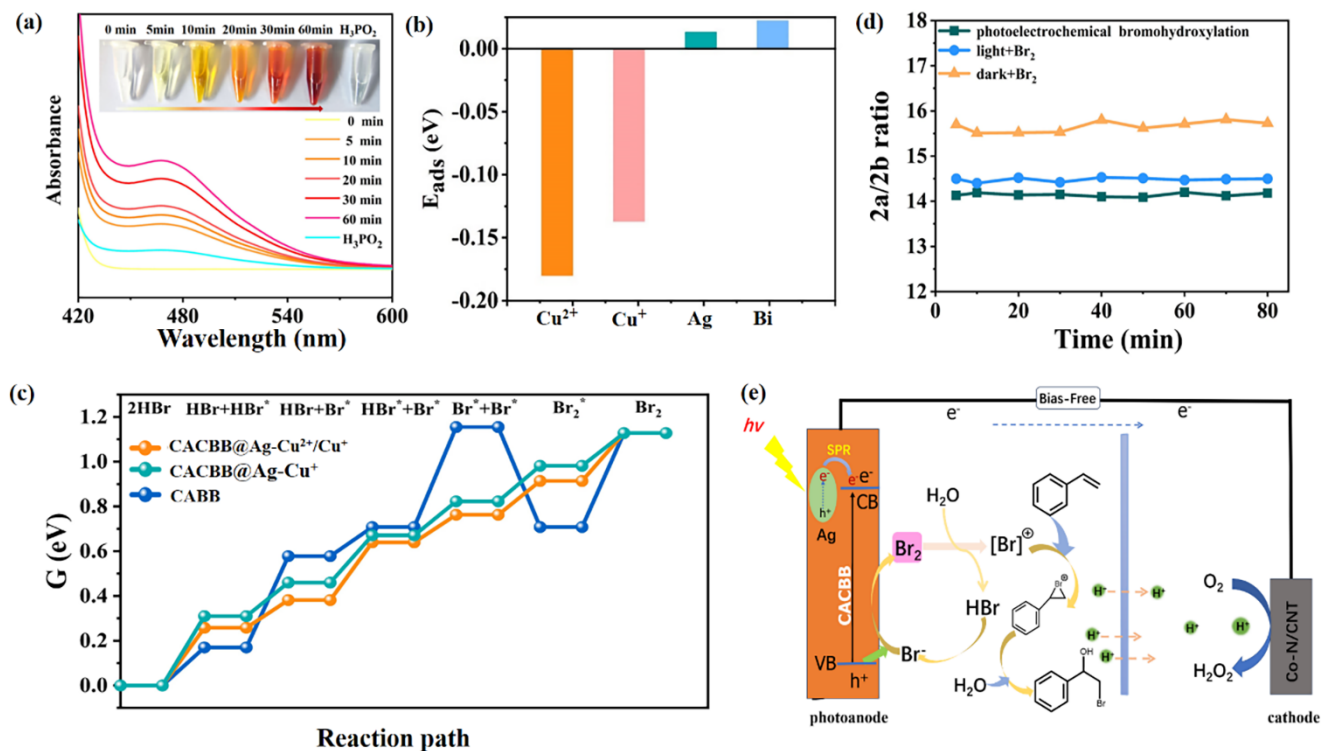 (a)
0 min 5min 10min 20min 30min 60min H₃PO₂
0 min
5 min
10 min
20 min
30 min
60 min
H₃PO₂
Absorbance
420 480 540 600
Wavelength (nm)
(b)
0.00
-0.05
-0.10
-0.15
-0.20
E_ads (eV)
Cu²⁺ Cu⁺ Ag Bi
(d)
photoelectrochemical bromohydroxylation
light+Br₂
dark+Br₂
18
17
16
15
14
13
12
2a/2b ratio
0 20 40 60 80
Time (min)
(c)
2HBr HBr+HBr* HBr+Br* HBr*+Br* Br*+Br* Br₂* Br₂
CACBB@Ag-Cu²⁺/Cu⁺
CACBB@Ag-Cu⁺
CABB
1.2
1.0
0.8
0.6
0.4
0.2
0.0
G (eV)
Reaction path
(e)
Bias-Free
e⁻ e⁻
hv
SPR
e⁻ e⁻ e⁻
CB
h⁺
Ag
CACBB
VB
h⁺
photoanode
H₂O
Br₂
[Br]⊕
HBr
Br⁻
Br⊕
H₂O
OH
Br
H⁺ H⁺
H⁺ H⁺
H⁺ H⁺
H⁺
O₂
H₂O₂
Co-N/CNT
cathode